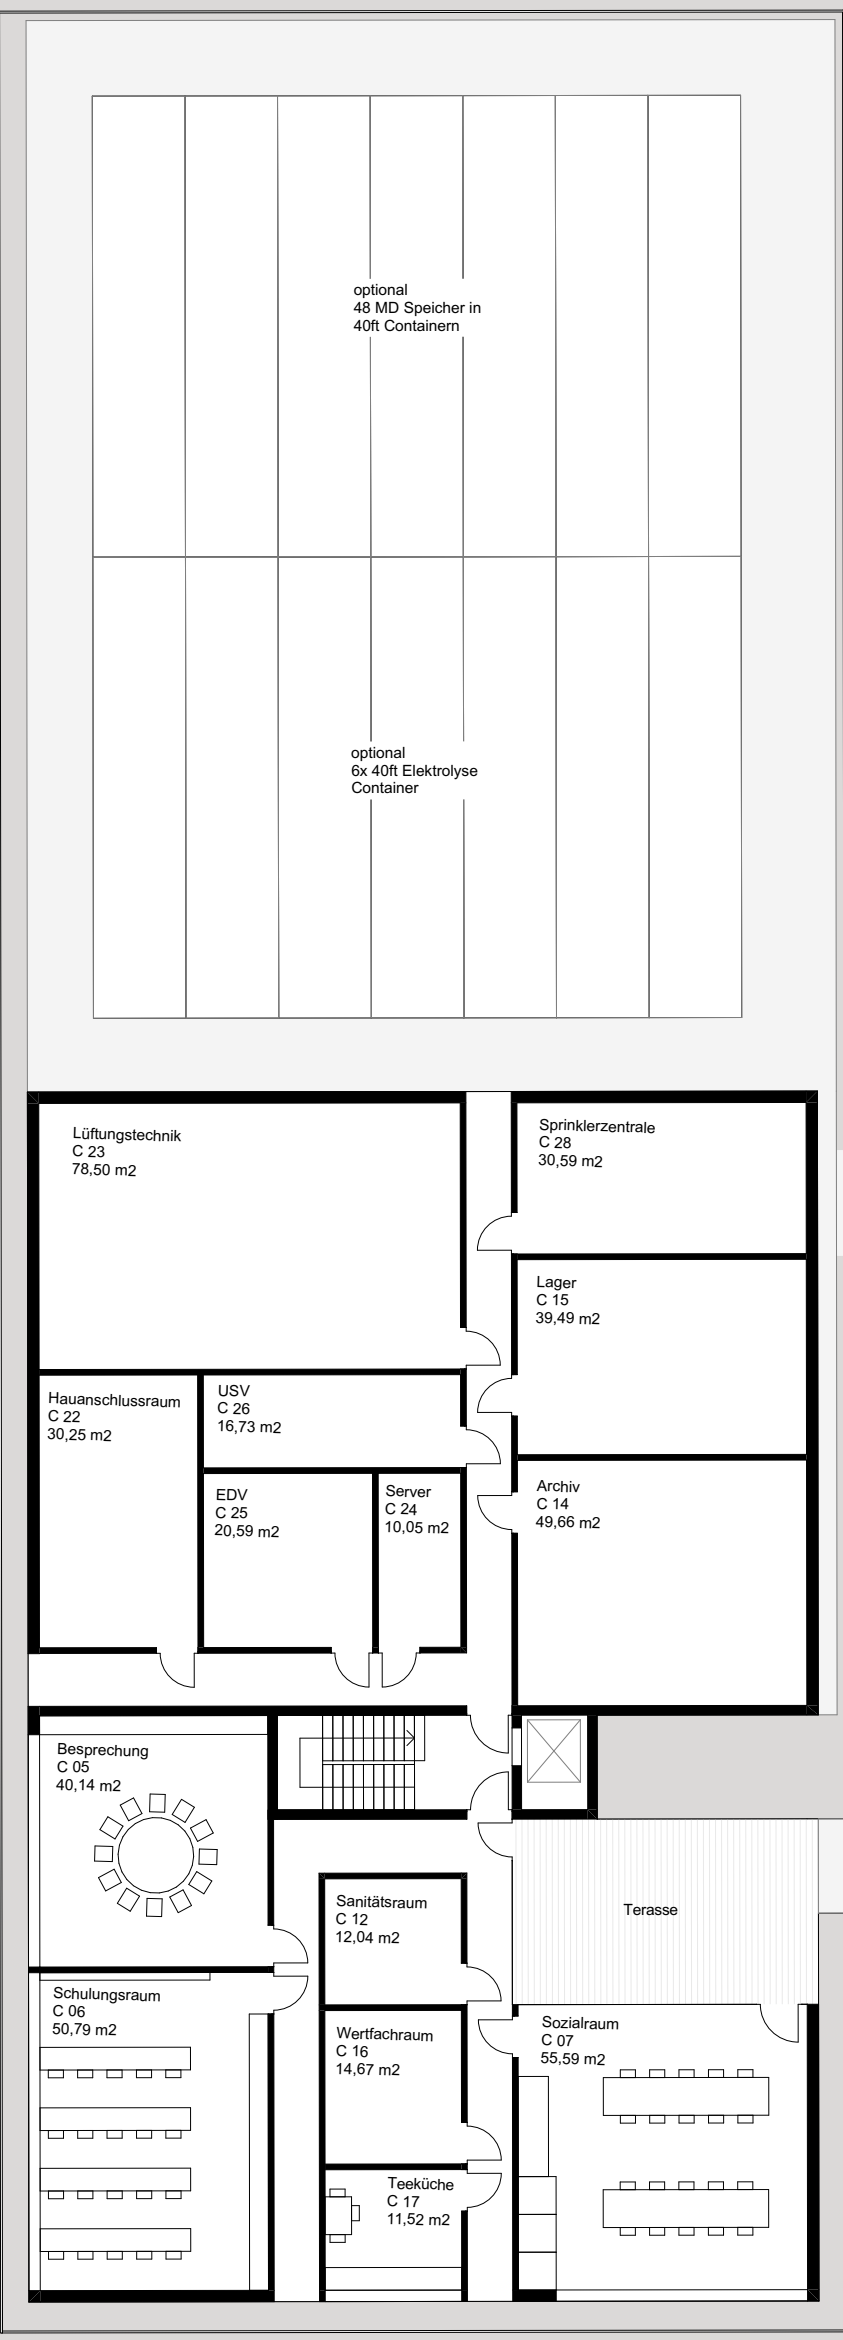 optional
48 MD Speicher in
40ft Containern
optional
6x 40ft Elektrolyse
Container
Lüftungstechnik
C 23
78,50 m2
Sprinklerzentrale
C 28
30,59 m2
Lager
C 15
39,49 m2
Hauanschlussraum
C 22
30,25 m2
USV
C 26
16,73 m2
EDV
C 25
20,59 m2
Server
C 24
10,05 m2
Archiv
C 14
49,66 m2
Besprechung
C 05
40,14 m2
Sanitätsraum
C 12
12,04 m2
Terasse
Schulungsraum
C 06
50,79 m2
Wertfachraum
C 16
14,67 m2
Sozialraum
C 07
55,59 m2
Teeküche
C 17
11,52 m2